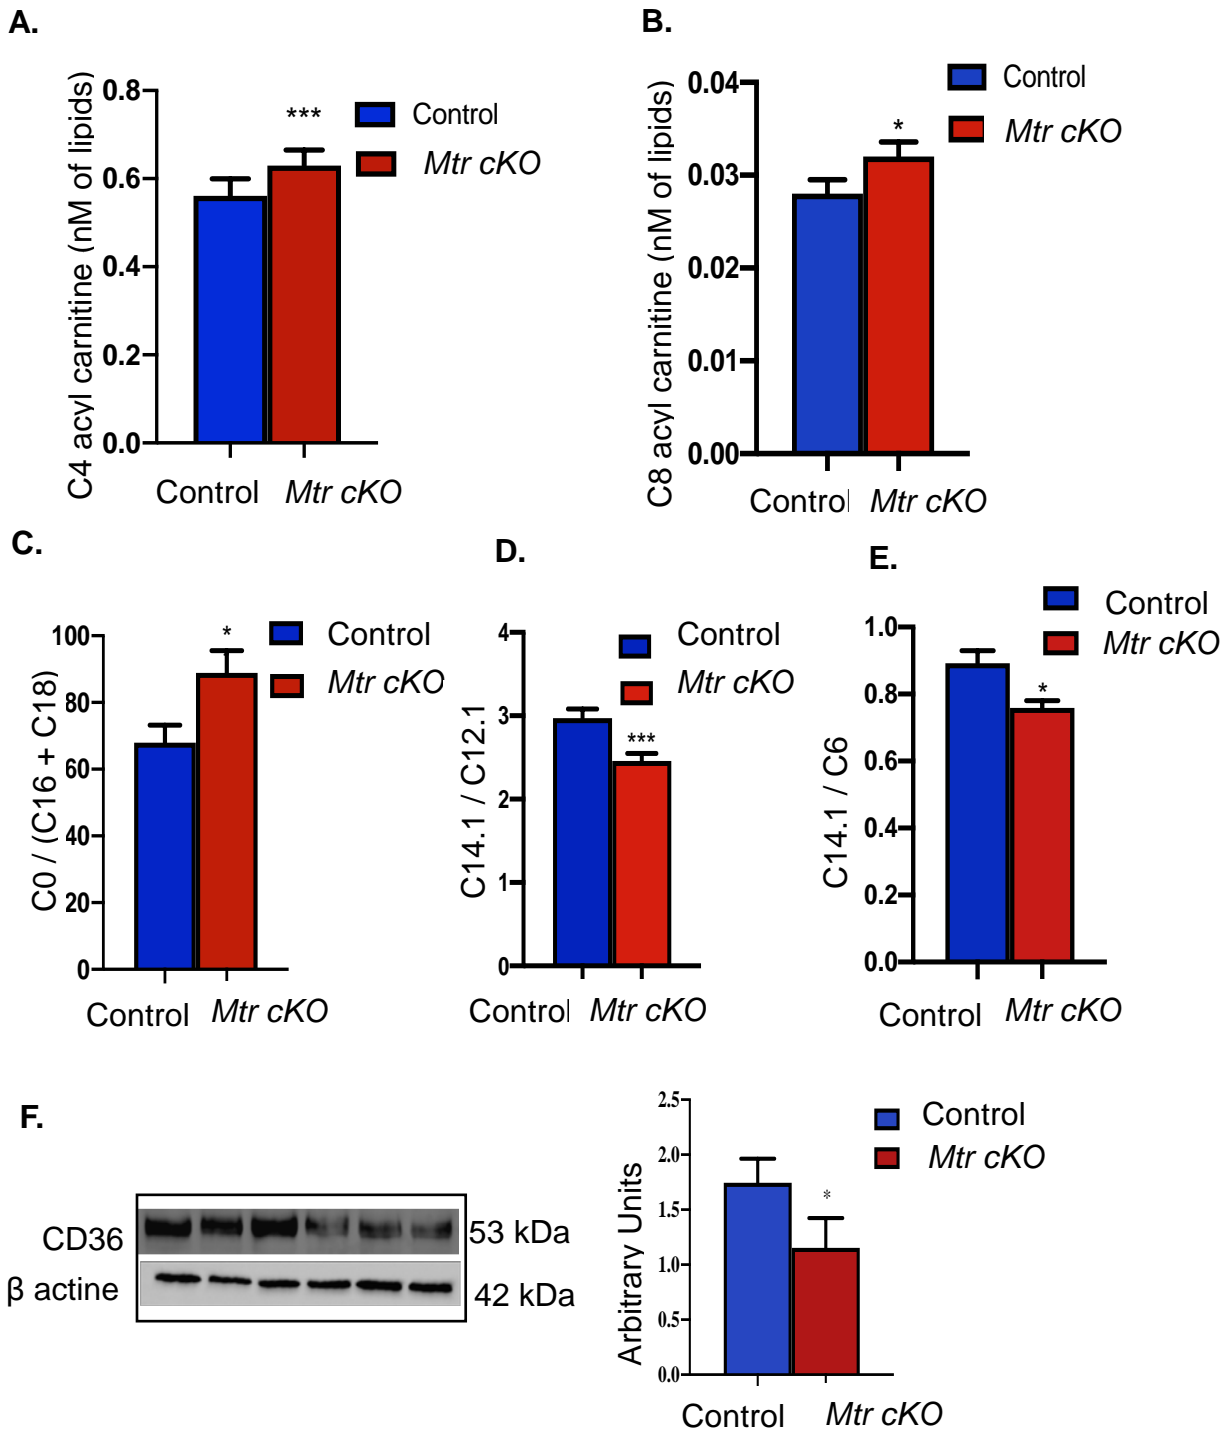 A.
C4 acyl carnitine (nM of lipids)
0.8
0.6
0.4
0.2
0.0
***
Control
Mtr cKO
Control
Mtr cKO
B.
C8 acyl carnitine (nM of lipids)
0.04
0.03
0.02
0.01
0.00
*
Control
Mtr cKO
Control
Mtr cKO
C.
C0 / (C16 + C18)
100
80
60
40
20
0
*
Control
Mtr cKO
Control
Mtr cKO
D.
C14.1 / C12.1
4
3
2
1
0
***
Control
Mtr cKO
Control
Mtr cKO
E.
C14.1 / C6
1.0
0.8
0.6
0.4
0.2
0.0
*
Control
Mtr cKO
Control
Mtr cKO
F.
CD36
53 kDa
β actine
42 kDa
Arbitrary Units
2.5
2.0
1.5
1.0
0.5
0.0
*
Control
Mtr cKO
Control
Mtr cKO